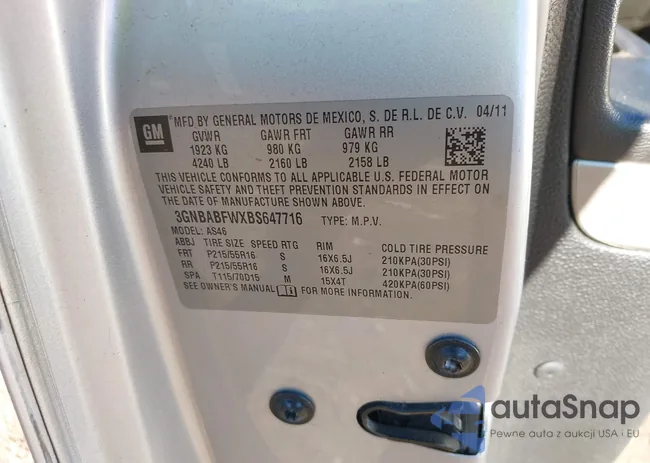 GM
MFD BY GENERAL MOTORS DE MEXICO, S. DE R.L. DE C.V. 04/11
GVWR GAWR FRT GAWR RR
1923 KG 980 KG 979 KG
4240 LB 2160 LB 2158 LB
THIS VEHICLE CONFORMS TO ALL APPLICABLE U.S. FEDERAL MOTOR
VEHICLE SAFETY AND THEFT PREVENTION STANDARDS IN EFFECT ON
THE DATE OF MANUFACTURE SHOWN ABOVE.
3GNBABFWXBS647716 TYPE: M.P.V.
MODEL: AS46
ABBJ TIRE SIZE SPEED RTG RIM COLD TIRE PRESSURE
FRT P215/55R16 S 16X6.5J 210KPA(30PSI)
RR P215/55R16 S 16X6.5J 210KPA(30PSI)
SPA T115/70D15 M 15X4T 420KPA(60PSI)
SEE OWNER'S MANUAL FOR MORE INFORMATION.
autaSnap
Pewne auta z aukcji USA i EU